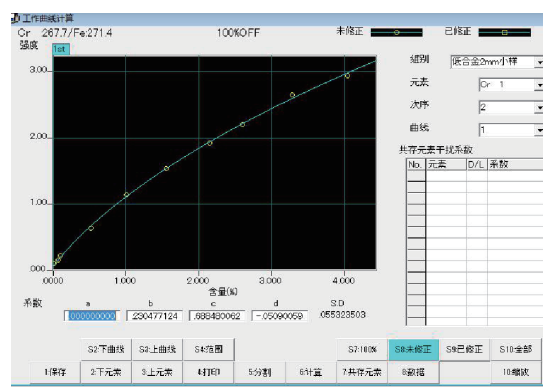 工作曲线计算
Cr 267.7/Fe:271.4 100%OFF 未修正 已修正
强度 1st
组别 低合金2mm小样
元素 Cr 1
次序 2
曲线 1
共存元素干扰系数
No. 元素 D/L 系数
3.00
2.00
1.00
.000
.0000 1.000 2.000 3.000 4.000
含量(%)
系数 a b c d S.D
.000000000 .230477124 .688480062 -.05090059 .055323503
S2:下曲线 S3:上曲线 S4:范围 S7:100% S8:未修正 S9:已修正 S10:全部
1:保存 2:下元素 3:上元素 4:打印 5:分割 6:计算 7:共存元素 8:数据 10:缩放